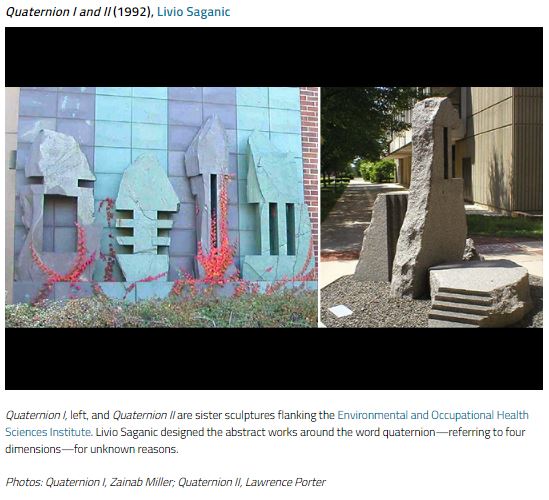 Quaternion I and II (1992), Livio Saganic
Quaternion I, left, and Quaternion II are sister sculptures flanking the Environmental and Occupational Health
Sciences Institute. Livio Saganic designed the abstract works around the word quaternion—referring to four
dimensions—for unknown reasons.
Photos: Quaternion I, Zainab Miller; Quaternion II, Lawrence Porter